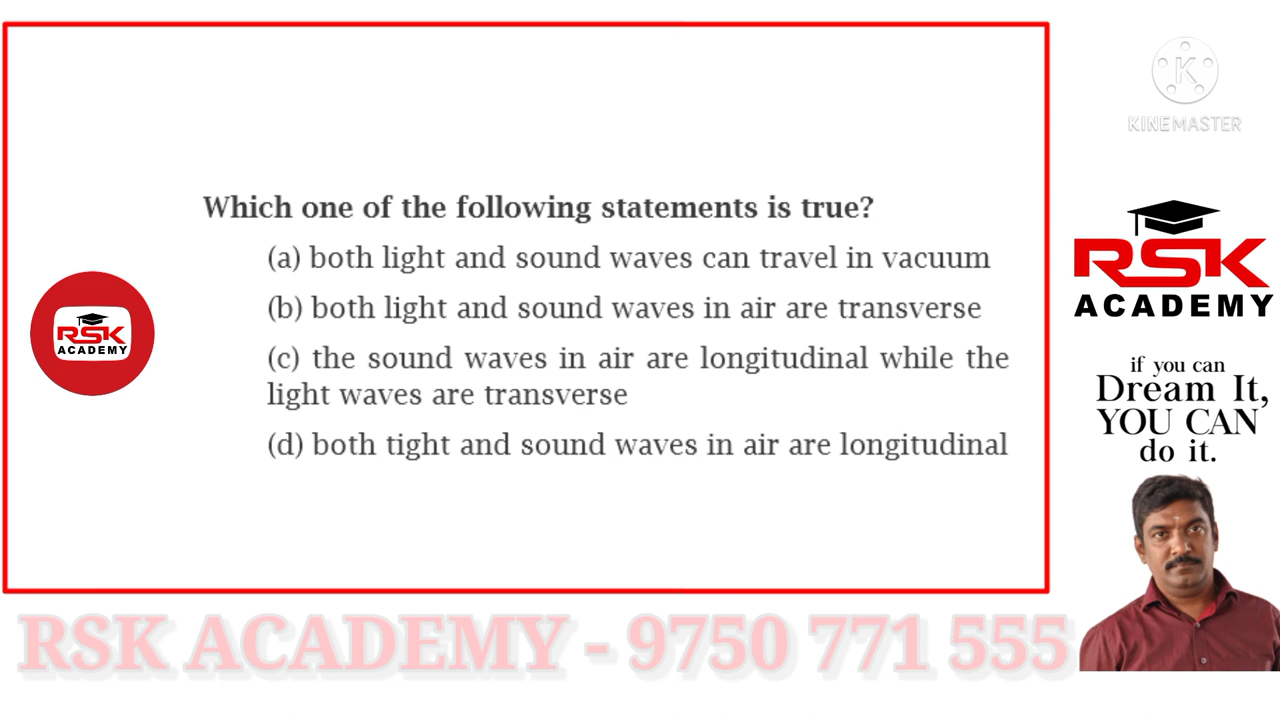 KINEMASTER
Which one of the following statements is true?
(a) both light and sound waves can travel in vacuum
(b) both light and sound waves in air are transverse
(c) the sound waves in air are longitudinal while the
light waves are transverse
(d) both tight and sound waves in air are longitudinal
RSK
ACADEMY
RSK
ACADEMY
if you can
Dream It,
YOU CAN
do it.
RSK ACADEMY - 9750 771 555